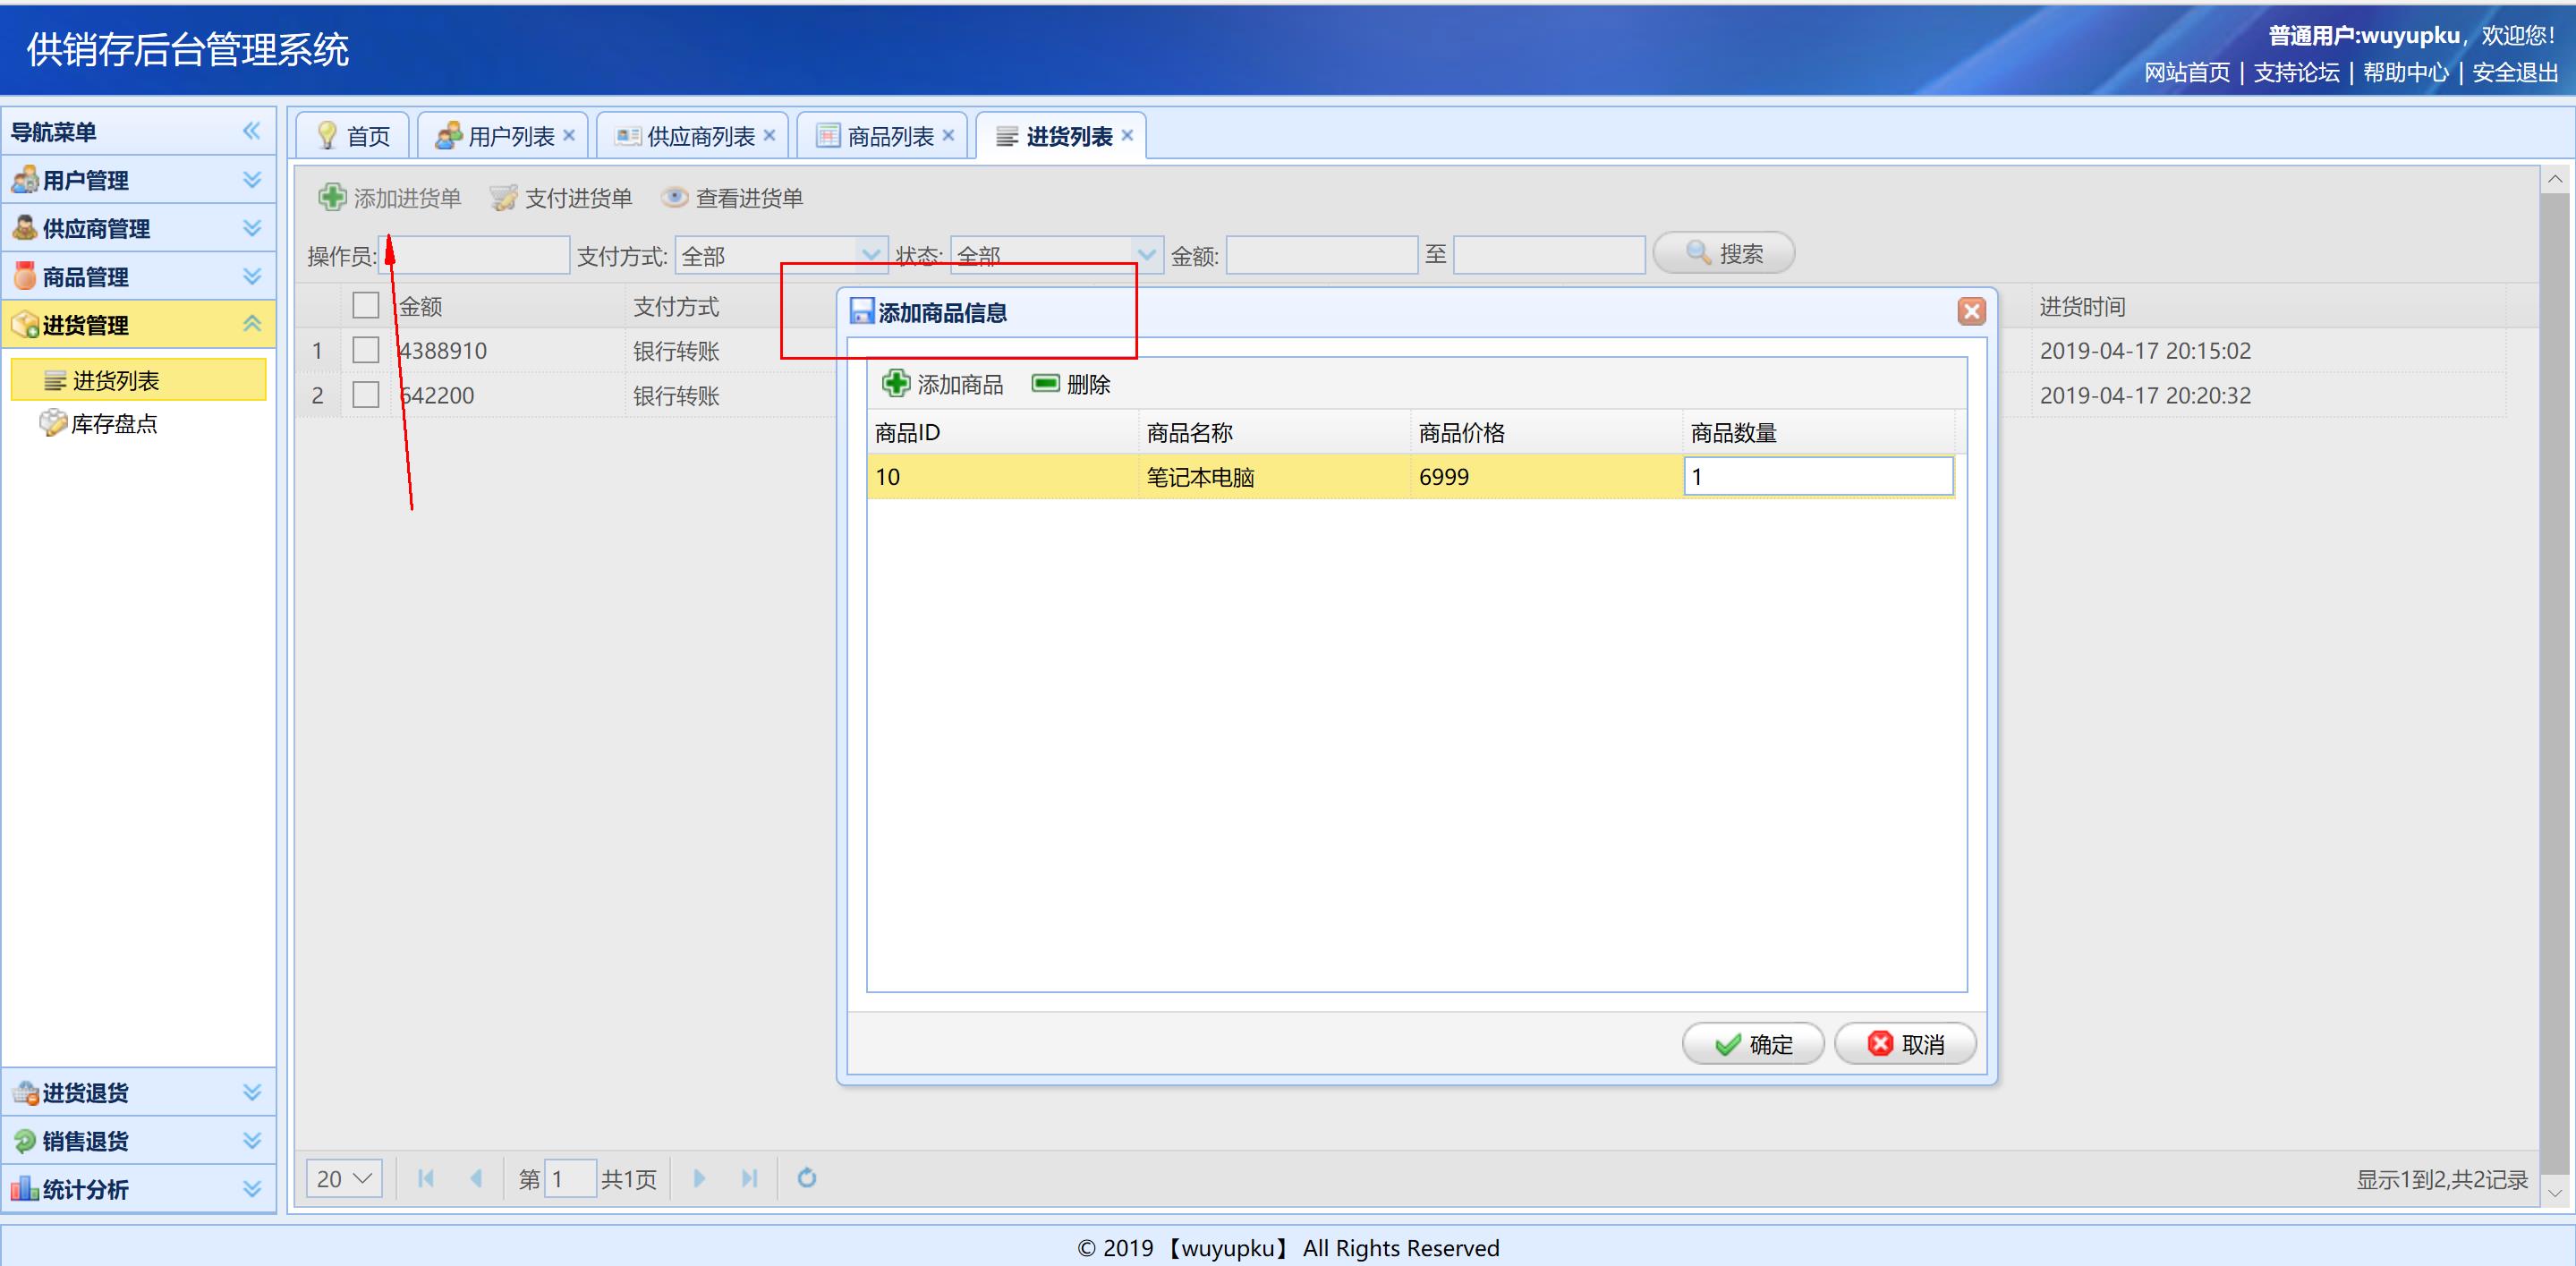 供销存后台管理系统
普通用户:wuyupku，欢迎您！
网站首页 | 支持论坛 | 帮助中心 | 安全退出
导航菜单
用户管理
供应商管理
商品管理
进货管理
进货列表
库存盘点
进货退货
销售退货
统计分析
首页 用户列表 供应商列表 商品列表 进货列表
添加进货单 支付进货单 查看进货单
操作员: 支付方式: 全部 状态: 全部 金额: 至 搜索
金额 支付方式 进货时间
1 4388910 银行转账 2019-04-17 20:15:02
2 642200 银行转账 2019-04-17 20:20:32
添加商品信息
添加商品 删除
商品ID 商品名称 商品价格 商品数量
10 笔记本电脑 6999 1
确定 取消
20 第 1 共1页 显示1到2,共2记录
© 2019 【wuyupku】 All Rights Reserved